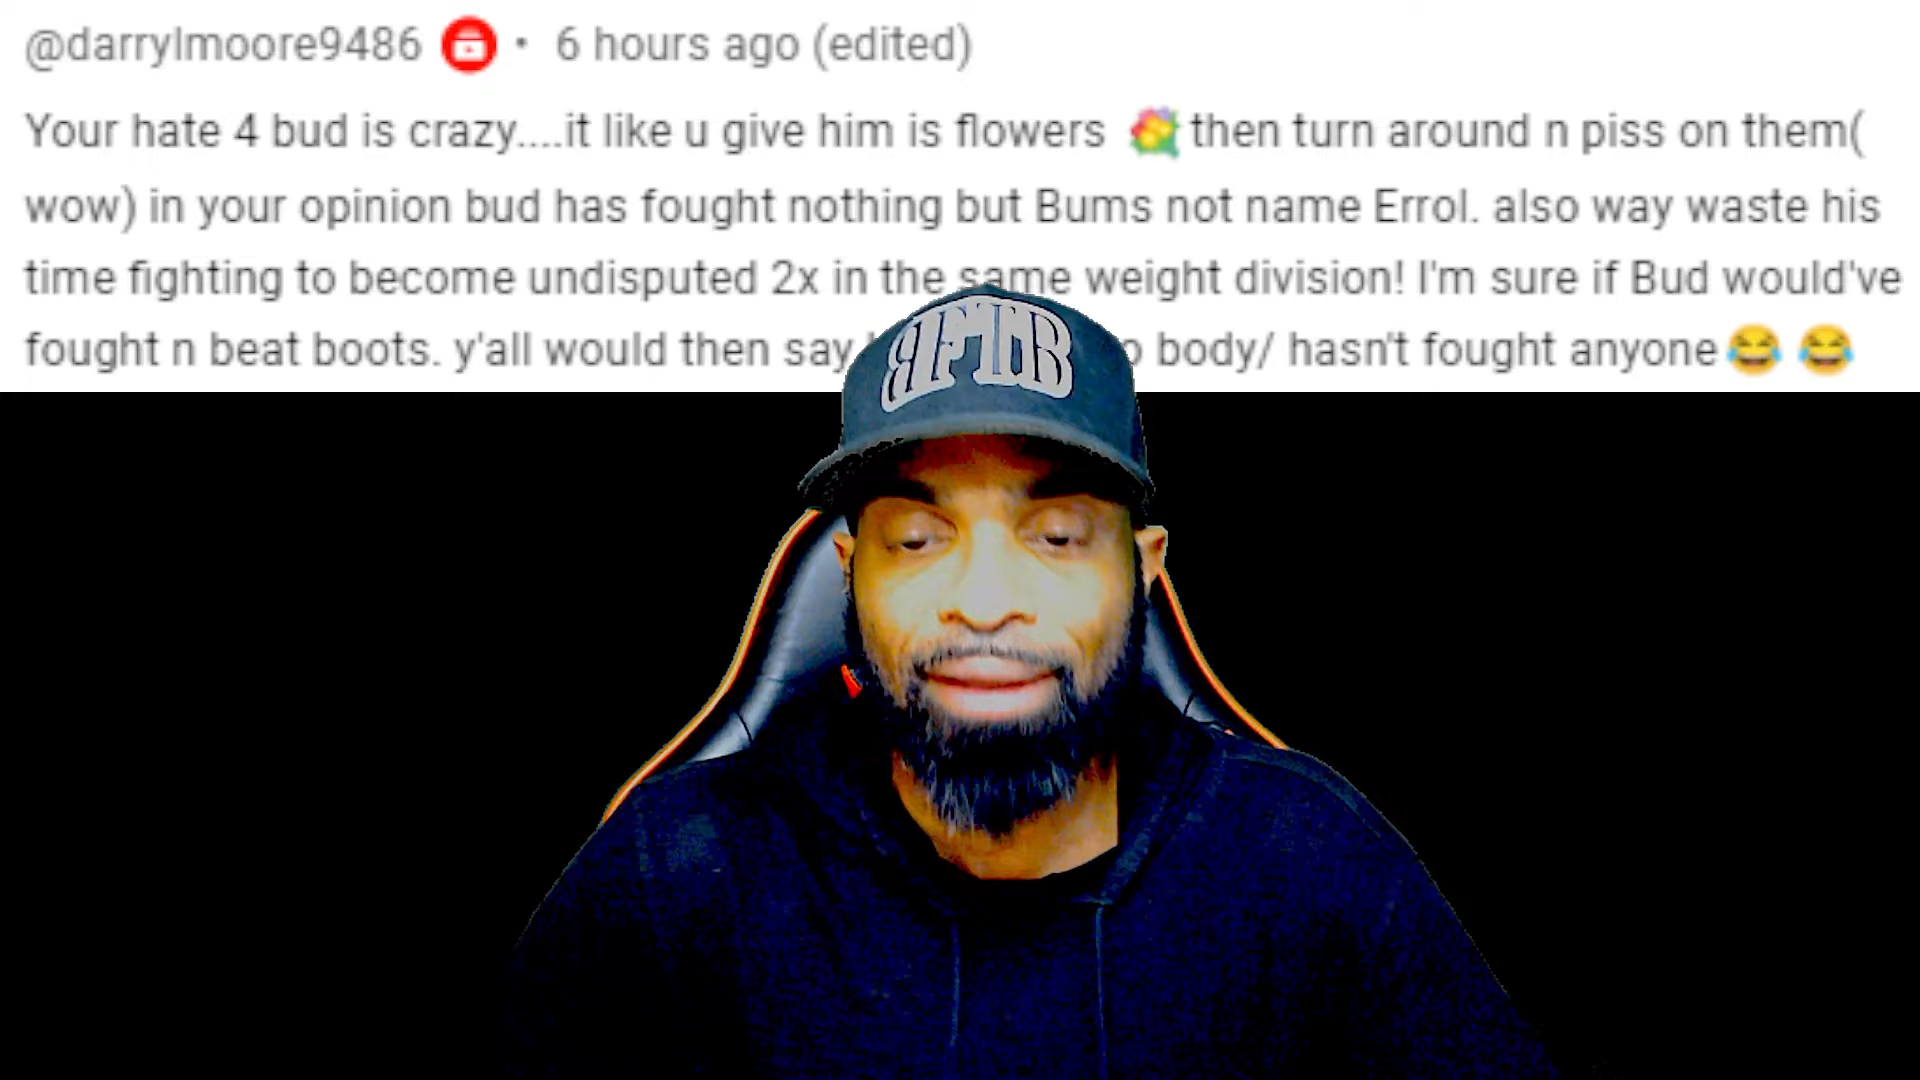 @darrylmoore9486 • 6 hours ago (edited)
Your hate 4 bud is crazy....it like u give him is flowers 💐 then turn around n piss on them(
wow) in your opinion bud has fought nothing but Bums not name Errol. also way waste his
time fighting to become undisputed 2x in the same weight division! I'm sure if Bud would've
fought n beat boots. y'all would then say body/ hasn't fought anyone😂 😂